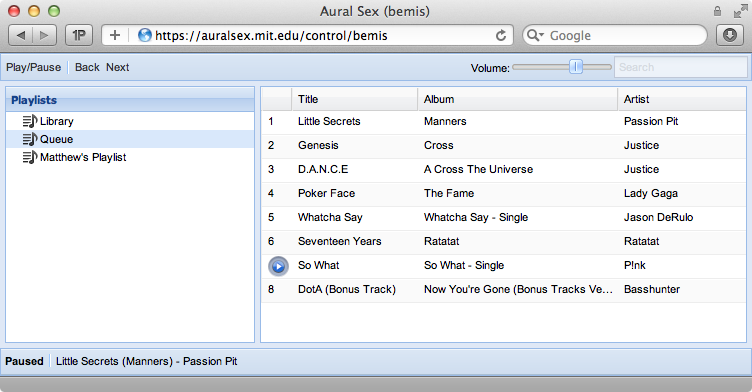 Aural Sex (bemis)
1P
https://auralsex.mit.edu/control/bemis
Google
Play/Pause Back Next Volume: Search
Playlists
Library
Queue
Matthew's Playlist
Title Album Artist
1 Little Secrets Manners Passion Pit
2 Genesis Cross Justice
3 D.A.N.C.E A Cross The Universe Justice
4 Poker Face The Fame Lady Gaga
5 Whatcha Say Whatcha Say - Single Jason DeRulo
6 Seventeen Years Ratatat Ratatat
So What So What - Single P!nk
8 DotA (Bonus Track) Now You're Gone (Bonus Tracks Ve... Basshunter
Paused Little Secrets (Manners) - Passion Pit